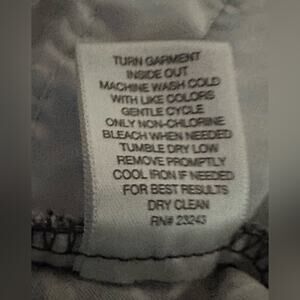 TURN GARMENT
INSIDE OUT
MACHINE WASH COLD
WITH LIKE COLORS
GENTLE CYCLE
ONLY NON-CHLORINE
BLEACH WHEN NEEDED
TUMBLE DRY LOW
REMOVE PROMPTLY
COOL IRON IF NEEDED
FOR BEST RESULTS
DRY CLEAN
RN# 23243